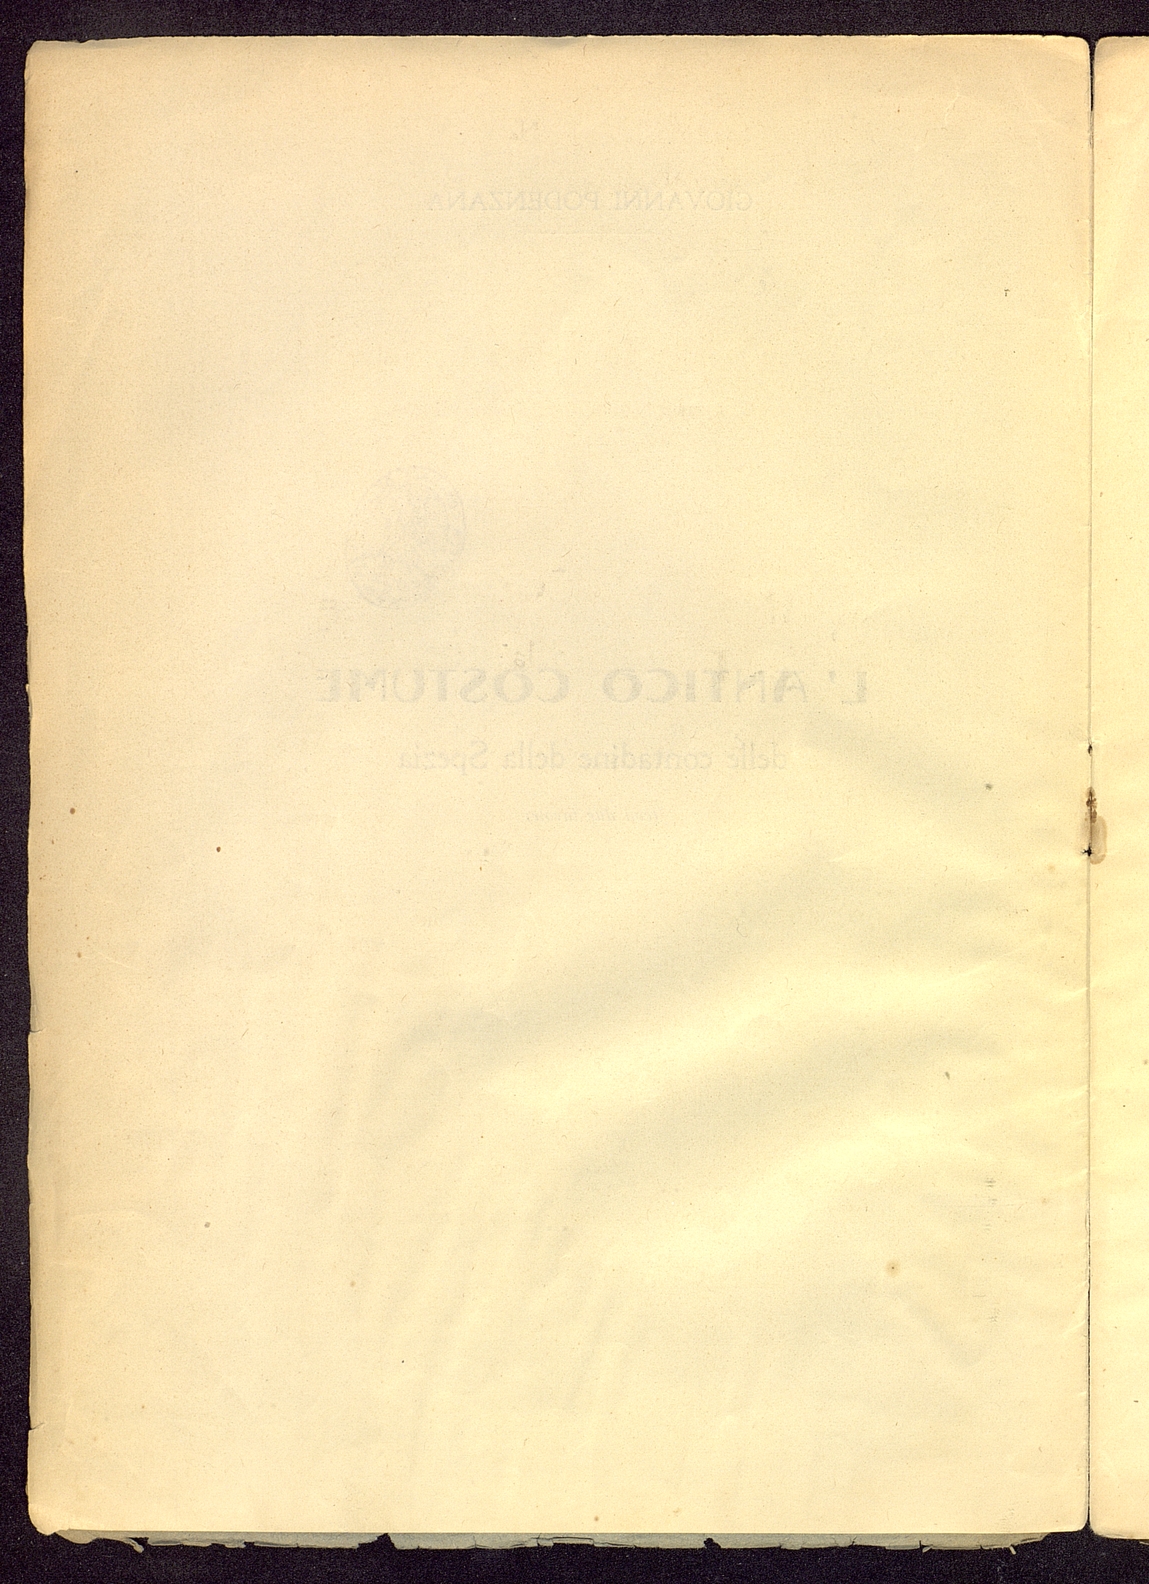 GIOVANNI PODENZANA
L'ANTICO COSTUME
delle contadine della Spezia